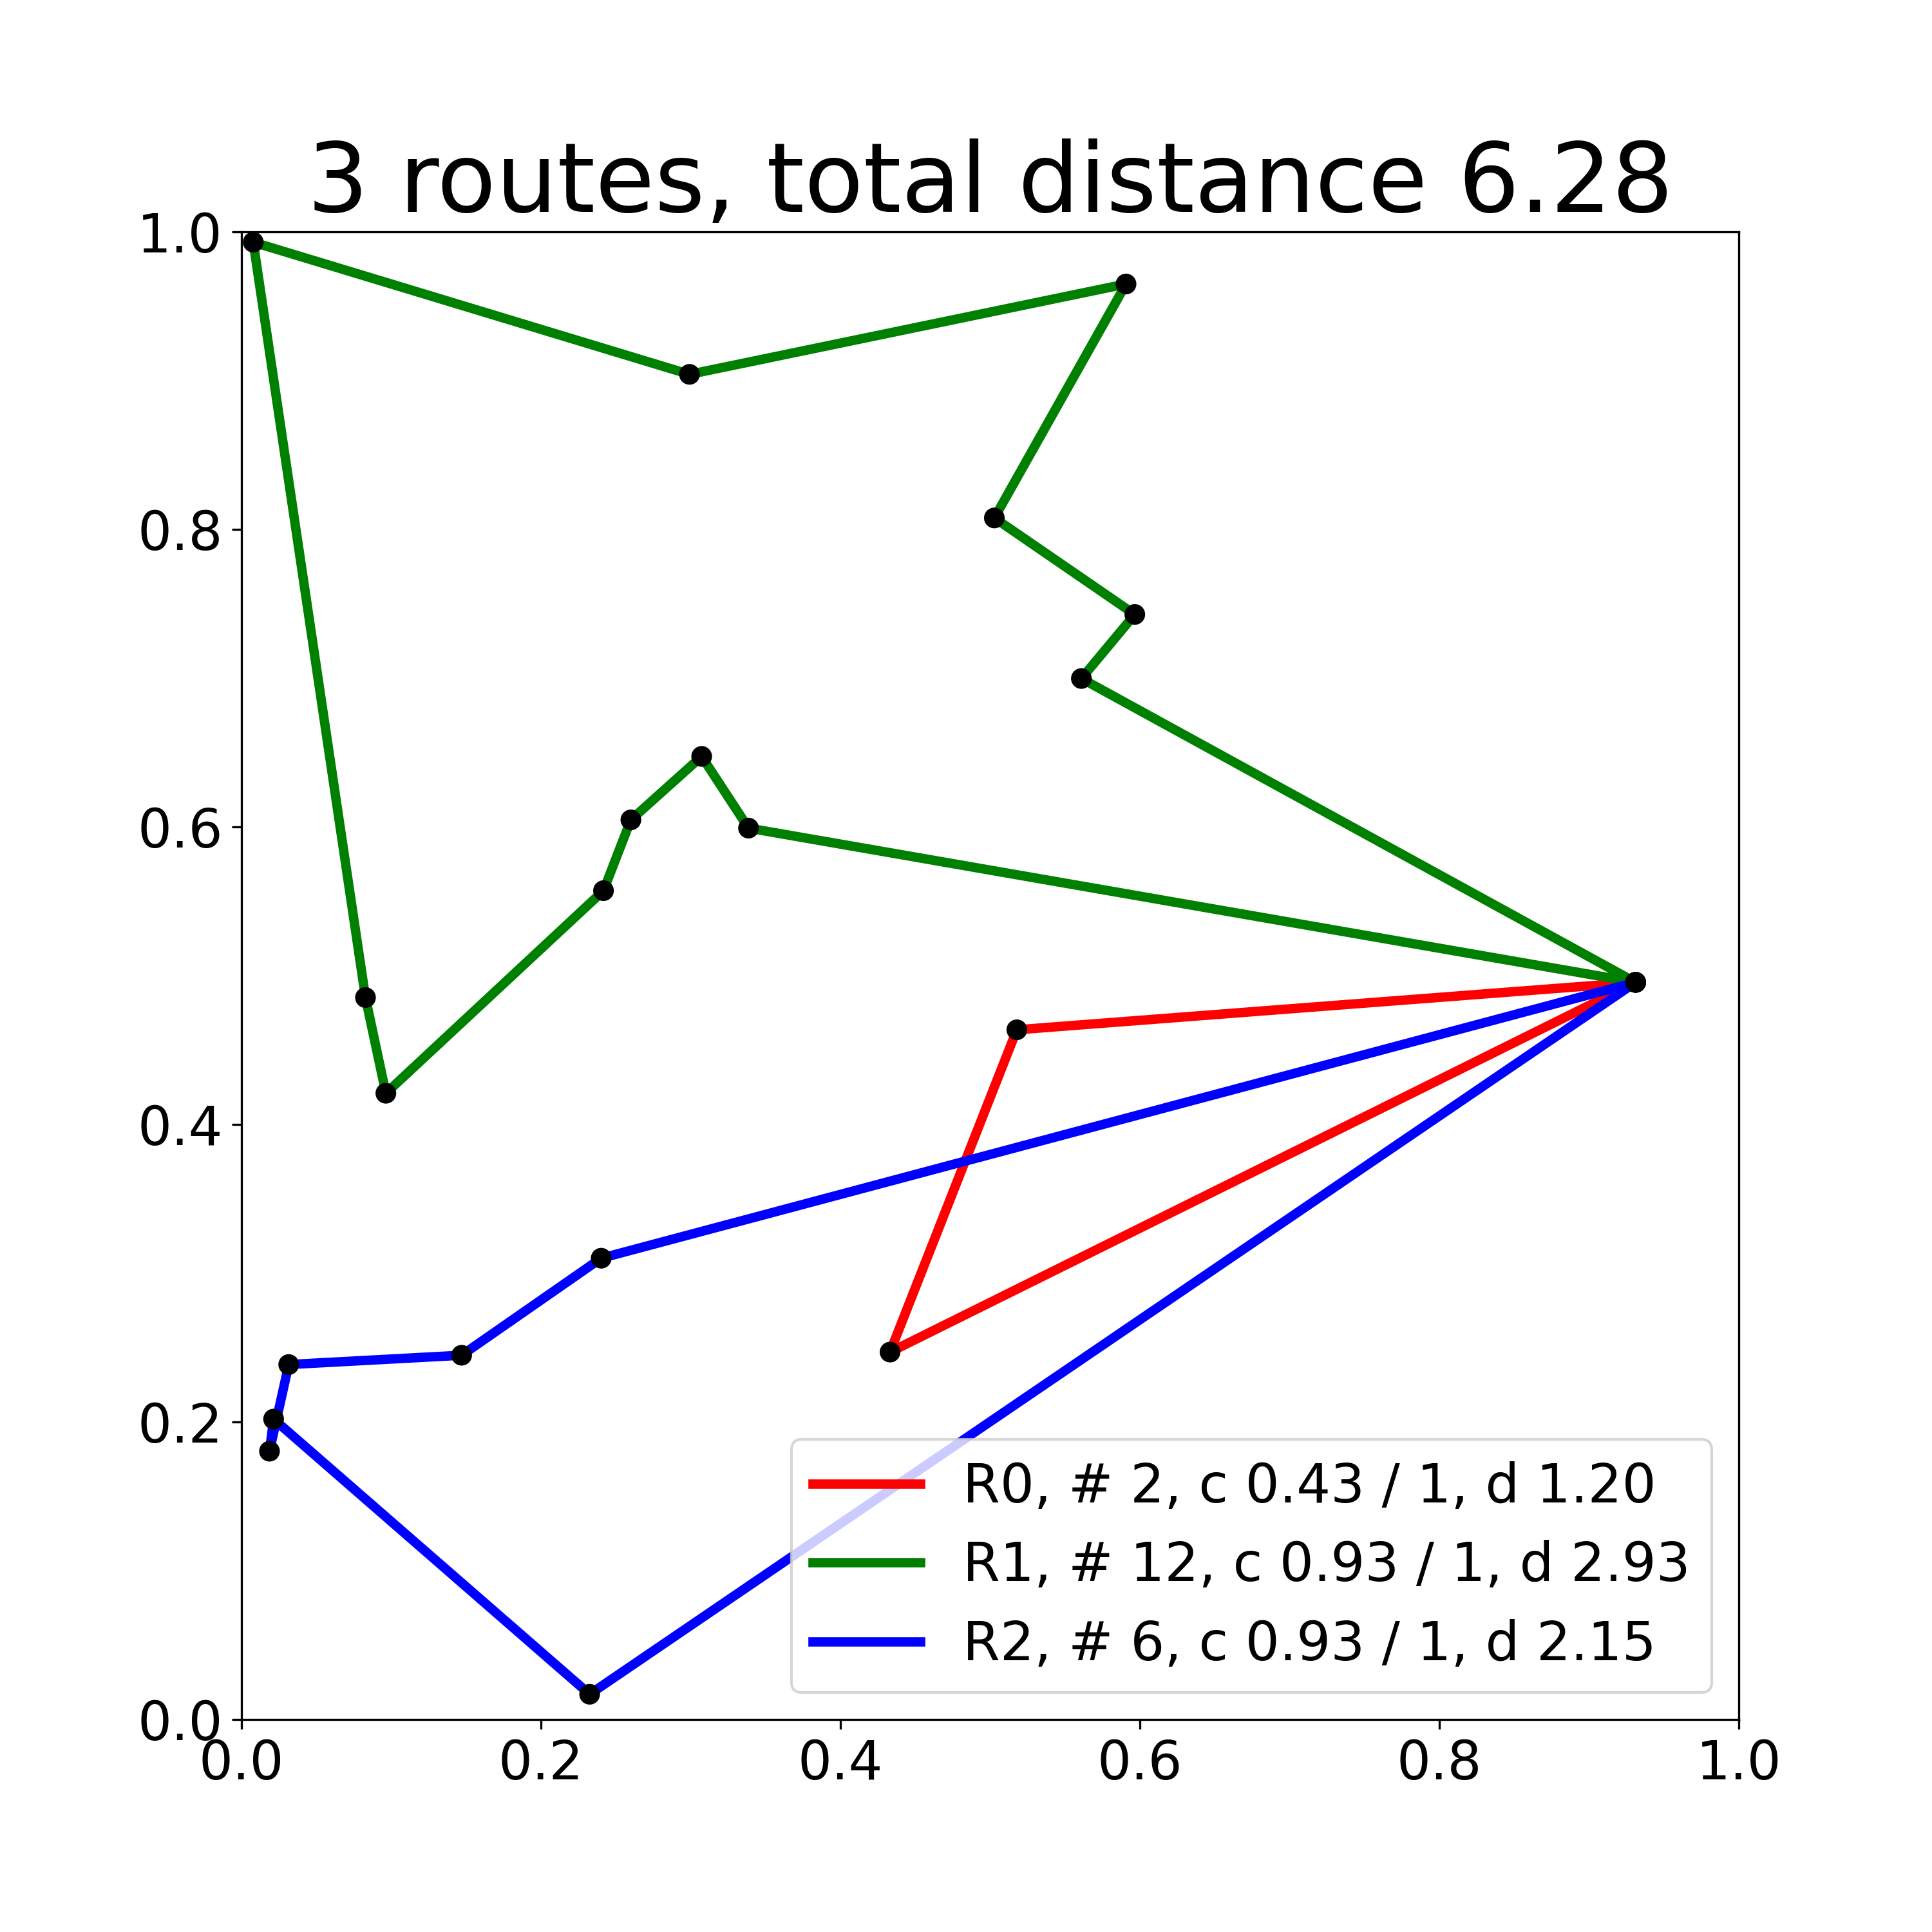 3 routes, total distance 6.28
1.0
0.8
0.6
0.4
0.2
0.0
0.0 0.2 0.4 0.6 0.8 1.0
R0, # 2, c 0.43 / 1, d 1.20
R1, # 12, c 0.93 / 1, d 2.93
R2, # 6, c 0.93 / 1, d 2.15